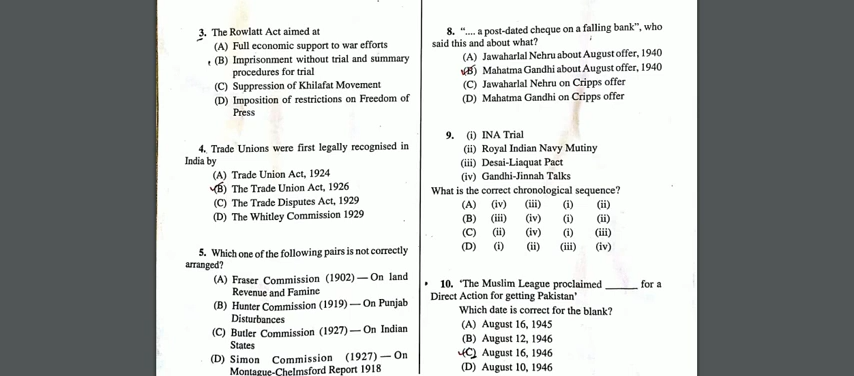 3. The Rowlatt Act aimed at
(A) Full economic support to war efforts
(B) Imprisonment without trial and summary
procedures for trial
(C) Suppression of Khilafat Movement
(D) Imposition of restrictions on Freedom of
Press
4. Trade Unions were first legally recognised in
India by
(A) Trade Union Act, 1924
(B) The Trade Union Act, 1926
(C) The Trade Disputes Act, 1929
(D) The Whitley Commission 1929
5. Which one of the following pairs is not correctly
arranged?
(A) Fraser Commission (1902) — On land
Revenue and Famine
(B) Hunter Commission (1919) — On Punjab
Disturbances
(C) Butler Commission (1927) — On Indian
States
(D) Simon Commission (1927) — On
Montague-Chelmsford Report 1918
8. “.... a post-dated cheque on a falling bank”, who
said this and about what?
(A) Jawaharlal Nehru about August offer, 1940
(B) Mahatma Gandhi about August offer, 1940
(C) Jawaharlal Nehru on Cripps offer
(D) Mahatma Gandhi on Cripps offer
9. (i) INA Trial
(ii) Royal Indian Navy Mutiny
(iii) Desai-Liaquat Pact
(iv) Gandhi-Jinnah Talks
What is the correct chronological sequence?
(A) (iv) (iii) (i) (ii)
(B) (iii) (iv) (i) (ii)
(C) (ii) (iv) (i) (iii)
(D) (i) (ii) (iii) (iv)
10. ‘The Muslim League proclaimed ______ for a
Direct Action for getting Pakistan’
Which date is correct for the blank?
(A) August 16, 1945
(B) August 12, 1946
(C) August 16, 1946
(D) August 10, 1946